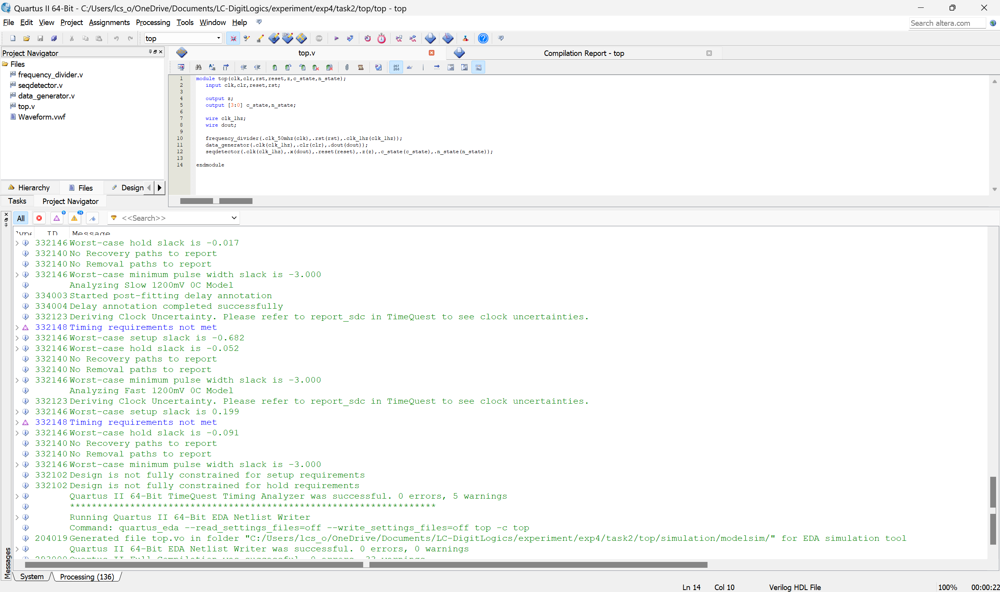 Quartus II 64-Bit - C:/Users/lcs_o/OneDrive/Documents/LC-DigitLogics/experiment/exp4/task2/top/top - top
File Edit View Project Assignments Processing Tools Window Help
Search altera.com
top
Project Navigator
Files
frequency_divider.v
seqdetector.v
data_generator.v
top.v
Waveform.vwf
Hierarchy Files Design
Tasks Project Navigator
top.v
Compilation Report - top
267
268
ab/
1 module top(clk,clr,rst,reset,z,c_state,n_state);
2 input clk,clr,reset,rst;
3
4 output z;
5 output [3:0] c_state,n_state;
6
7 wire clk_1hz;
8 wire dout;
9
10 frequency_divider(.clk_50mhz(clk),.rst(rst),.clk_1hz(clk_1hz));
11 data_generator(.clk(clk_1hz),.clr(clr),.dout(dout));
12 seqdetector(.clk(clk_1hz),.x(dout),.reset(reset),.z(z),.c_state(c_state),.n_state(n_state));
13
14 endmodule
All 9 24 <<Search>>
Type ID Message
332146 Worst-case hold slack is -0.017
332140 No Recovery paths to report
332140 No Removal paths to report
332146 Worst-case minimum pulse width slack is -3.000
Analyzing Slow 1200mV 0C Model
334003 Started post-fitting delay annotation
334004 Delay annotation completed successfully
332123 Deriving Clock Uncertainty. Please refer to report_sdc in TimeQuest to see clock uncertainties.
332148 Timing requirements not met
332146 Worst-case setup slack is -0.682
332146 Worst-case hold slack is -0.052
332140 No Recovery paths to report
332140 No Removal paths to report
332146 Worst-case minimum pulse width slack is -3.000
Analyzing Fast 1200mV 0C Model
332123 Deriving Clock Uncertainty. Please refer to report_sdc in TimeQuest to see clock uncertainties.
332146 Worst-case setup slack is 0.199
332148 Timing requirements not met
332146 Worst-case hold slack is -0.091
332140 No Recovery paths to report
332140 No Removal paths to report
332146 Worst-case minimum pulse width slack is -3.000
332102 Design is not fully constrained for setup requirements
332102 Design is not fully constrained for hold requirements
Quartus II 64-Bit TimeQuest Timing Analyzer was successful. 0 errors, 5 warnings
*******************************************************************
Running Quartus II 64-Bit EDA Netlist Writer
Command: quartus_eda --read_settings_files=off --write_settings_files=off top -c top
204019 Generated file top.vo in folder "C:/Users/lcs_o/OneDrive/Documents/LC-DigitLogics/experiment/exp4/task2/top/simulation/modelsim/" for EDA simulation tool
Quartus II 64-Bit EDA Netlist Writer was successful. 0 errors, 0 warnings
293000 Quartus II Full Compilation was successful. 0 errors, 33 warnings
Messages
System Processing (136)
Ln 14 Col 10 Verilog HDL File 100% 00:00:22